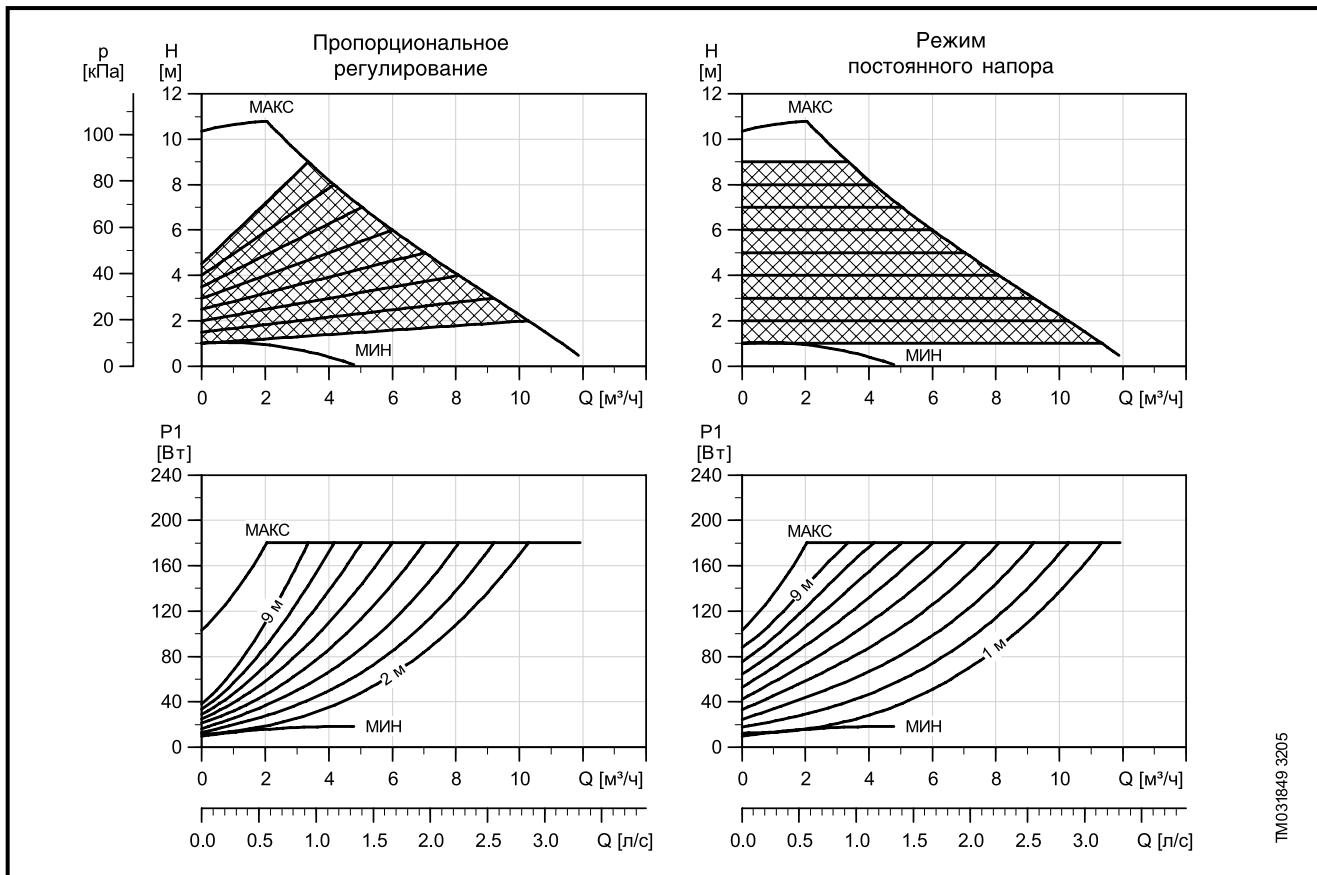 Пропорциональное
регулирование
p
[кПа]
H
[м]
12
10
8
6
4
2
0
100
80
60
40
20
0
МАКС
МИН
0 2 4 6 8 10 Q [м³/ч]
Режим
постоянного напора
H
[м]
12
10
8
6
4
2
0
МАКС
МИН
0 2 4 6 8 10 Q [м³/ч]
P1
[Вт]
240
200
160
120
80
40
0
МАКС
9 м
2 м
МИН
0 2 4 6 8 10 Q [м³/ч]
0.0 0.5 1.0 1.5 2.0 2.5 3.0 Q [л/с]
P1
[Вт]
240
200
160
120
80
40
0
МАКС
9 м
1 м
МИН
0 2 4 6 8 10 Q [м³/ч]
0.0 0.5 1.0 1.5 2.0 2.5 3.0 Q [л/с]
TM031849 3205